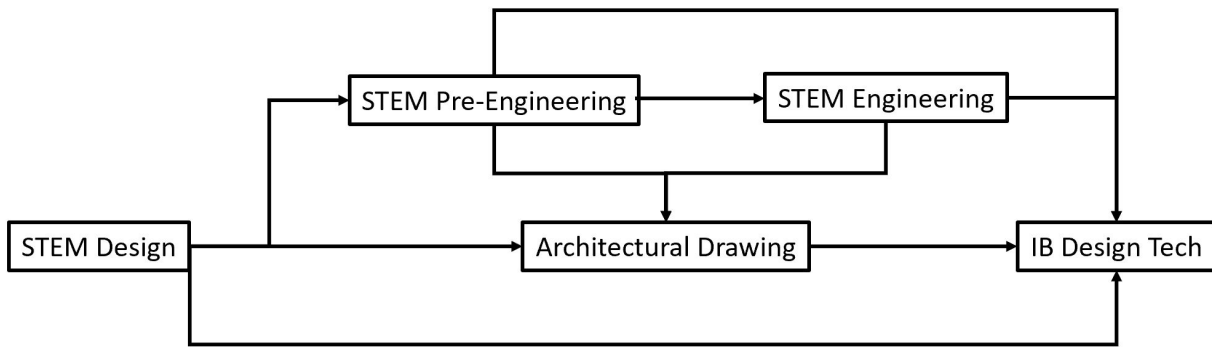 STEM Pre-Engineering
STEM Engineering
STEM Design
Architectural Drawing
IB Design Tech